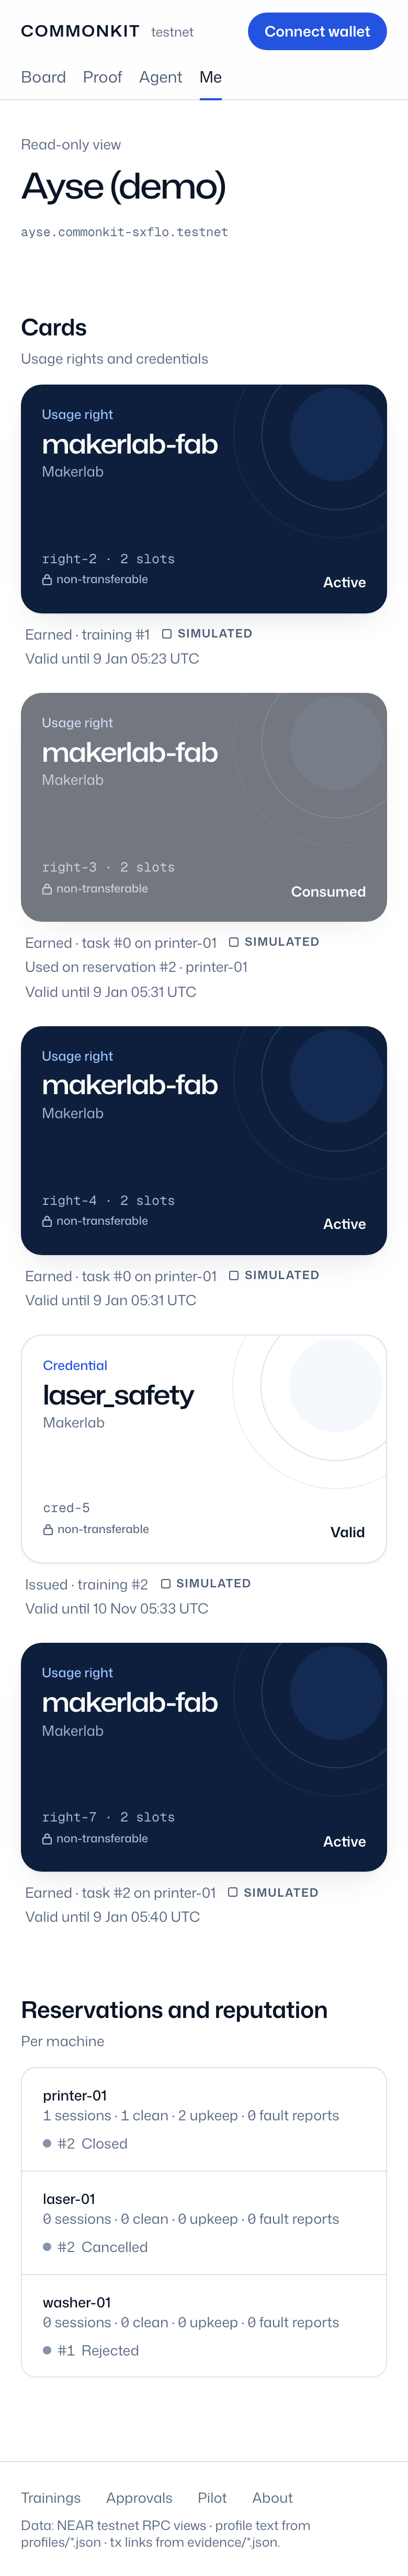 COMMONKIT testnet Connect wallet
Board Proof Agent Me
Read-only view
Ayse (demo)
ayse.commonkit-sxflo.testnet
Cards
Usage rights and credentials
Usage right
makerlab-fab
Makerlab
right-2 · 2 slots
non-transferable Active
Earned · training #1 SIMULATED
Valid until 9 Jan 05:23 UTC
Usage right
makerlab-fab
Makerlab
right-3 · 2 slots
non-transferable Consumed
Earned · task #0 on printer-01 SIMULATED
Used on reservation #2 · printer-01
Valid until 9 Jan 05:31 UTC
Usage right
makerlab-fab
Makerlab
right-4 · 2 slots
non-transferable Active
Earned · task #0 on printer-01 SIMULATED
Valid until 9 Jan 05:31 UTC
Credential
laser_safety
Makerlab
cred-5
non-transferable Valid
Issued · training #2 SIMULATED
Valid until 10 Nov 05:33 UTC
Usage right
makerlab-fab
Makerlab
right-7 · 2 slots
non-transferable Active
Earned · task #2 on printer-01 SIMULATED
Valid until 9 Jan 05:40 UTC
Reservations and reputation
Per machine
printer-01
1 sessions · 1 clean · 2 upkeep · 0 fault reports
#2 Closed
laser-01
0 sessions · 0 clean · 0 upkeep · 0 fault reports
#2 Cancelled
washer-01
0 sessions · 0 clean · 0 upkeep · 0 fault reports
#1 Rejected
Trainings Approvals Pilot About
Data: NEAR testnet RPC views · profile text from
profiles/*.json · tx links from evidence/*.json.